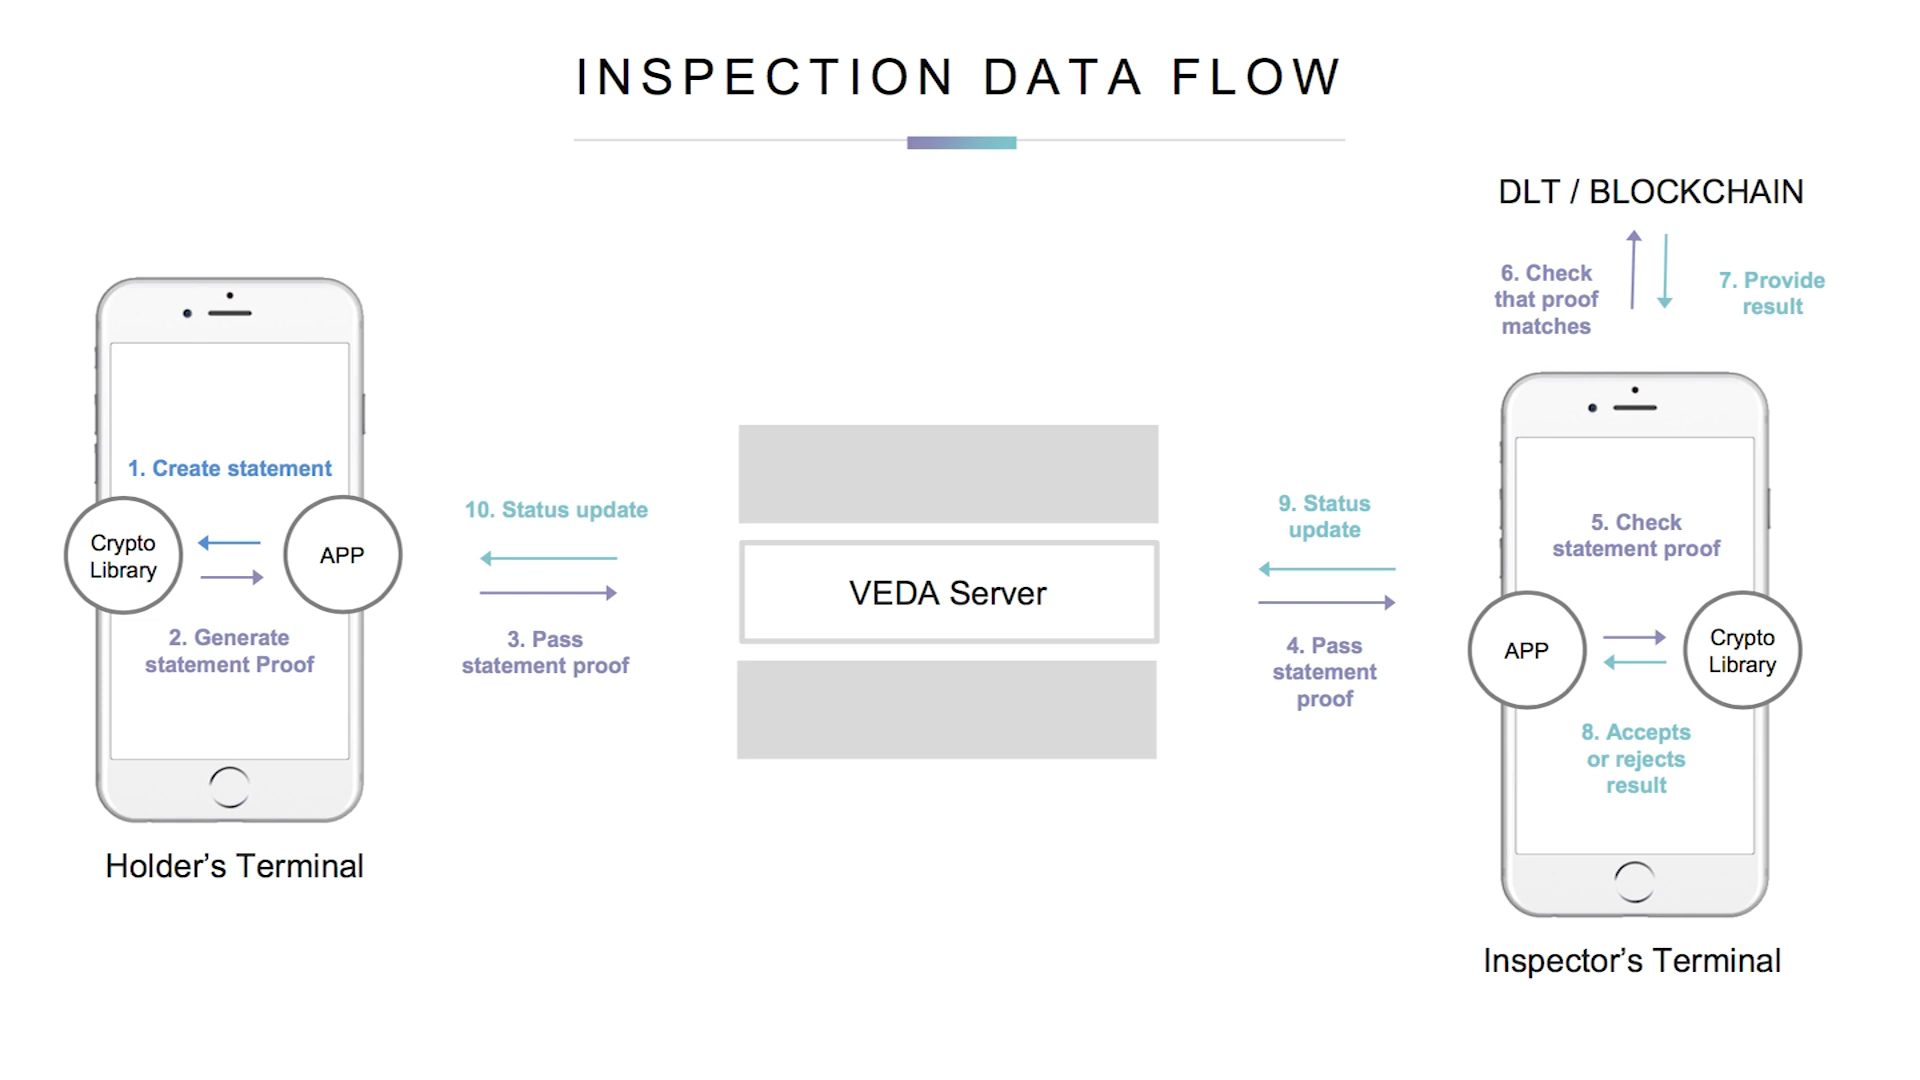 INSPECTION DATA FLOW
DLT / BLOCKCHAIN
6. Check
that proof
matches
7. Provide
result
1. Create statement
Crypto
Library
APP
2. Generate
statement Proof
Holder’s Terminal
10. Status update
3. Pass
statement proof
VEDA Server
9. Status
update
4. Pass
statement
proof
5. Check
statement proof
APP
Crypto
Library
8. Accepts
or rejects
result
Inspector’s Terminal